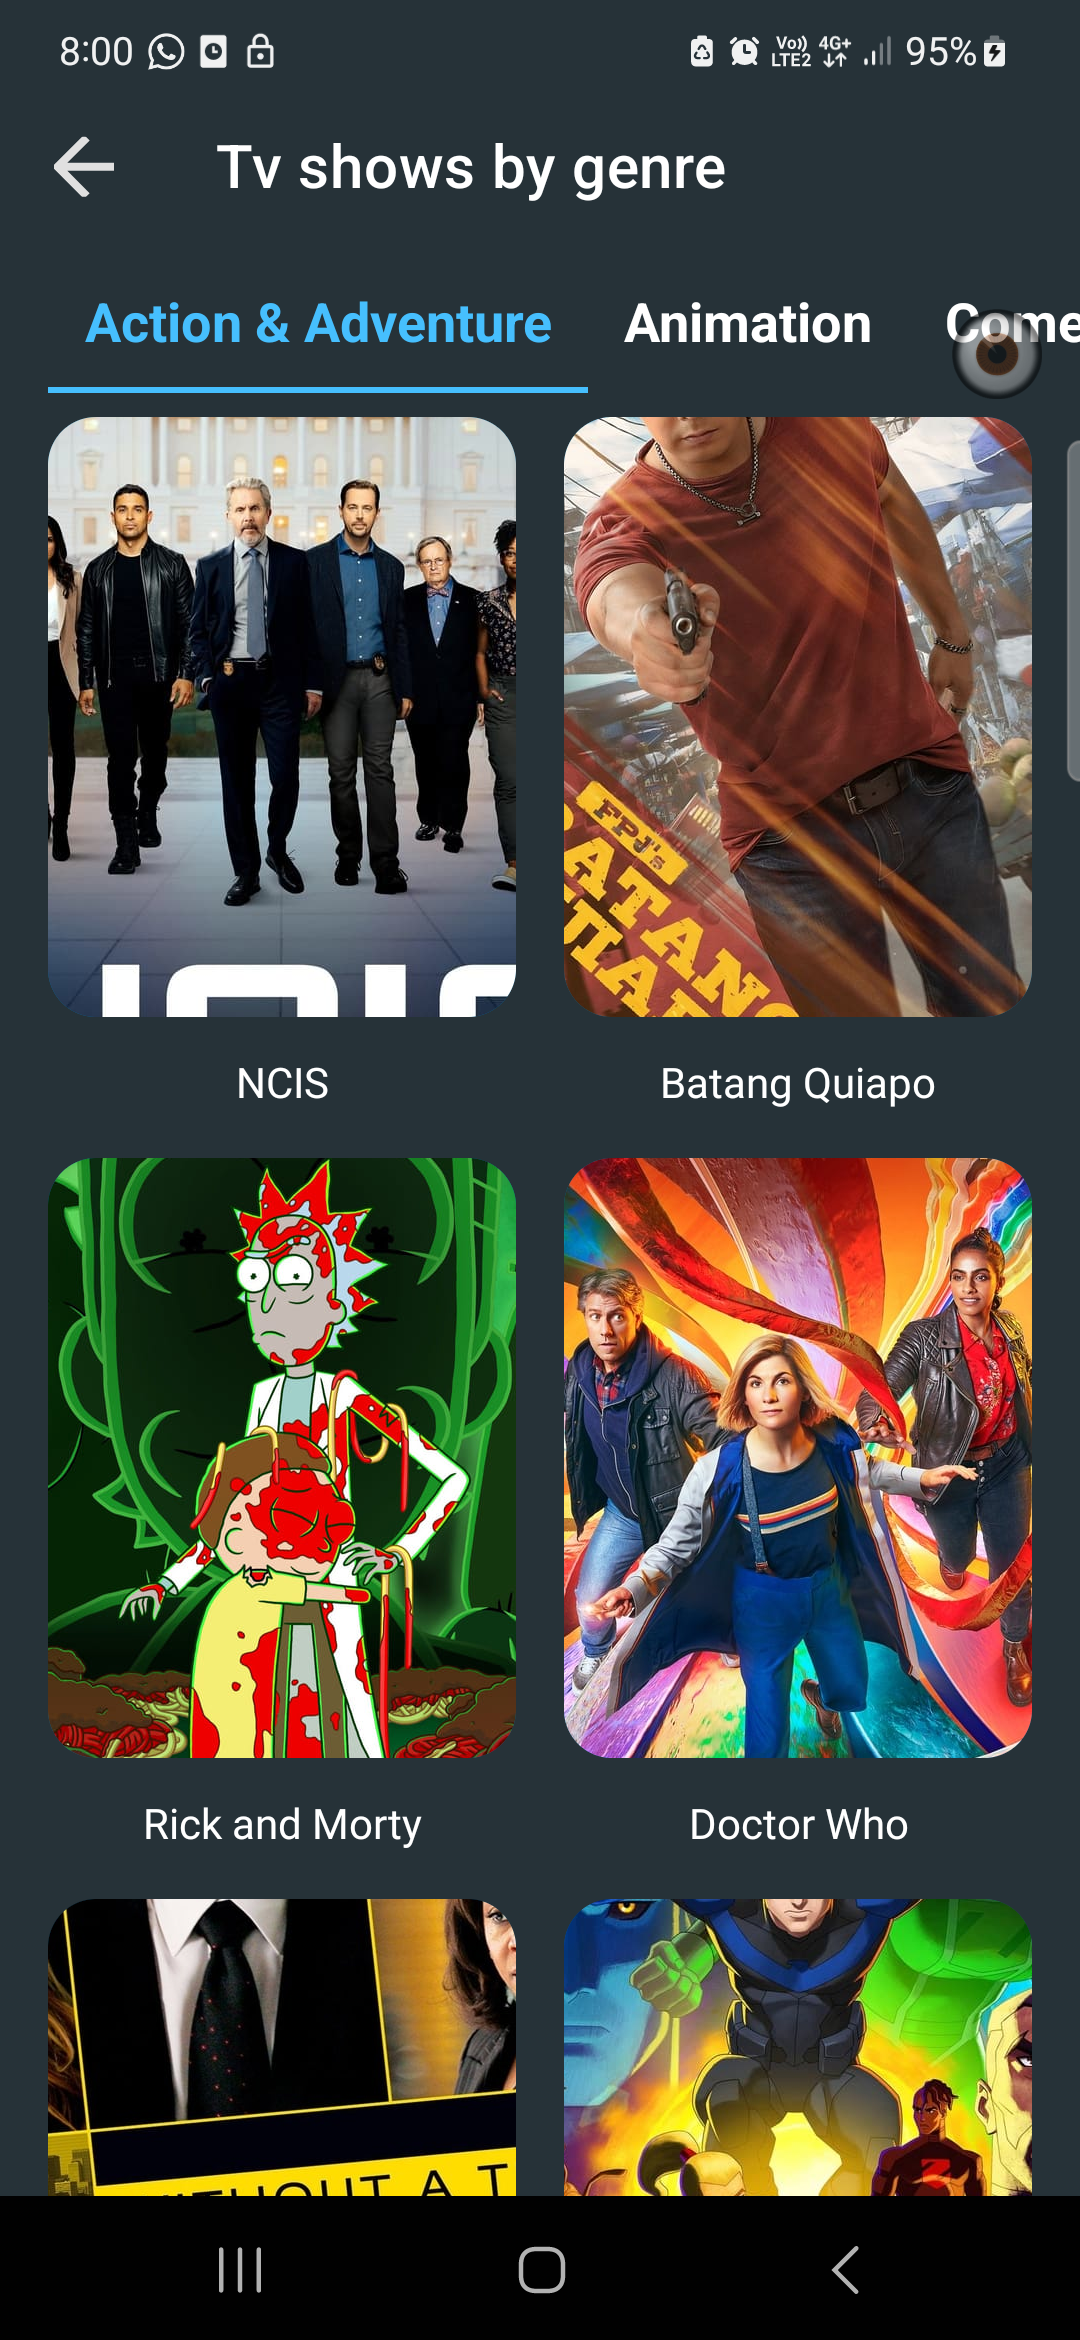 8:00
Vo)) LTE2 4G+ 95%
Tv shows by genre
Action & Adventure Animation Come
FPJ's
BATANG
QUIAPO
NCIS
Batang Quiapo
Rick and Morty
Doctor Who
WITHOUT A T